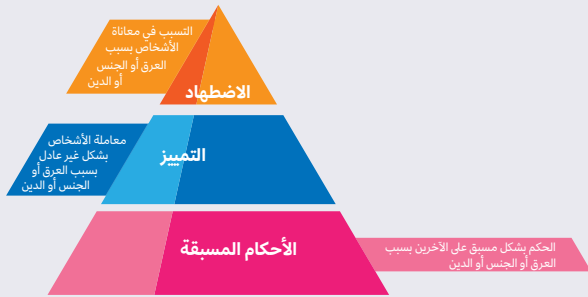 التسبب في معاناة
الأشخاص بسبب
العرق أو الجنس
أو الدين
الاضطهاد
معاملة الأشخاص
بشكل غير عادل
بسبب العرق أو
الجنس أو الدين
التمييز
الأحكام المسبقة
الحكم بشكل مسبق على الآخرين بسبب
العرق أو الجنس أو الدين